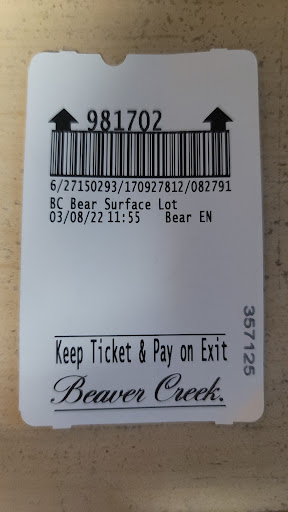 981702
6/27150293/170927812/082791
BC Bear Surface Lot
03/08/22 11:55 Bear EN
357125
Keep Ticket & Pay on Exit
Beaver Creek.